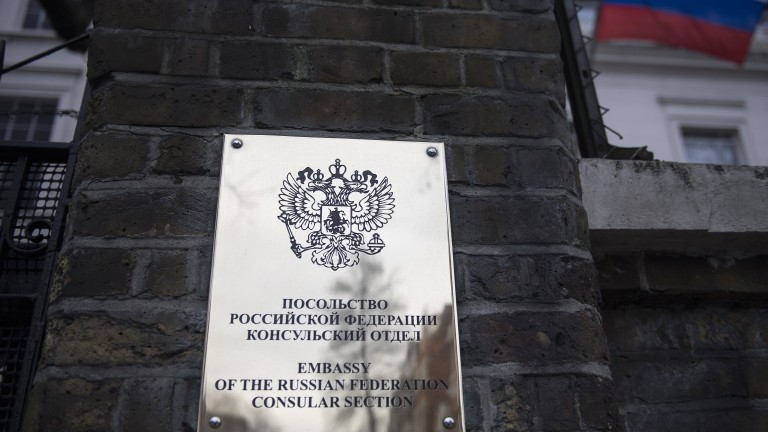 ПОСОЛЬСТВО
РОССИЙСКОЙ ФЕДЕРАЦИИ
КОНСУЛЬСКИЙ ОТДЕЛ
EMBASSY
OF THE RUSSIAN FEDERATION
CONSULAR SECTION